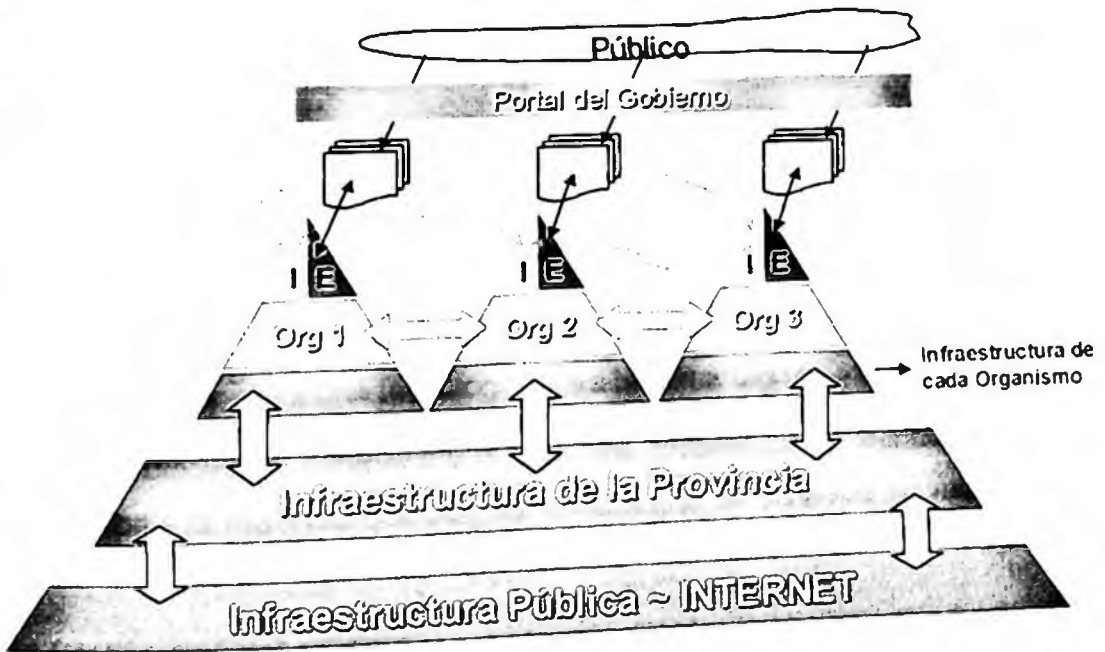 Público
Portal del Gobierno
I E
I E
I E
Org 1
Org 2
Org 3
Infraestructura de
cada Organismo
Infraestructura de la Provincia
Infraestructura Pública ~ INTERNET